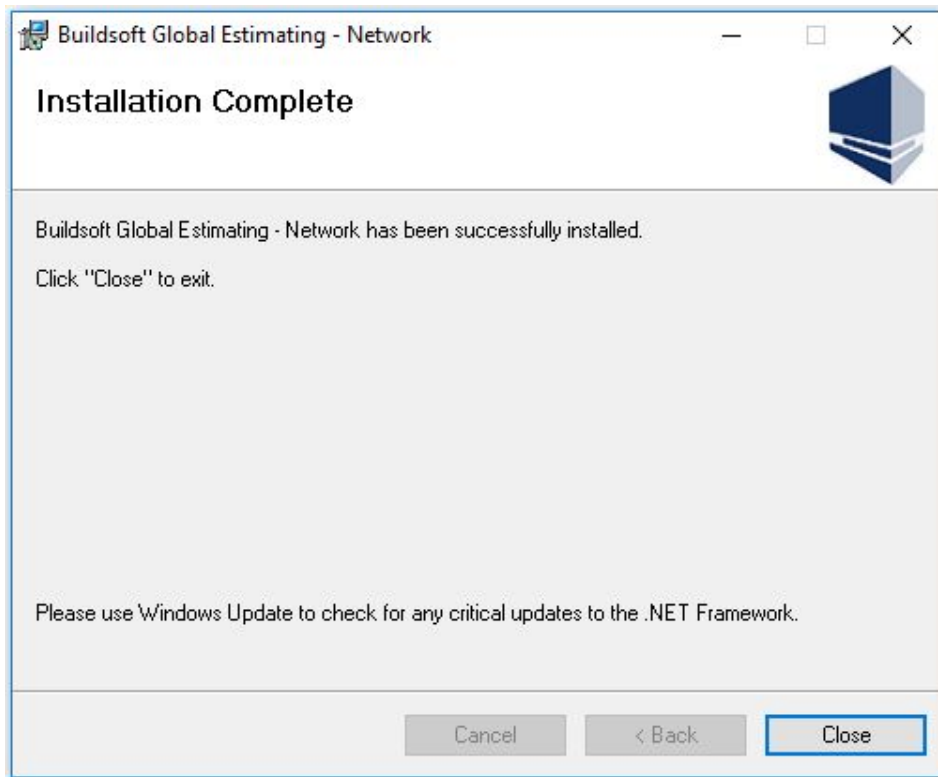 Buildsoft Global Estimating - Network
Installation Complete
Buildsoft Global Estimating - Network has been successfully installed.
Click "Close" to exit.
Please use Windows Update to check for any critical updates to the .NET Framework.
Cancel
< Back
Close